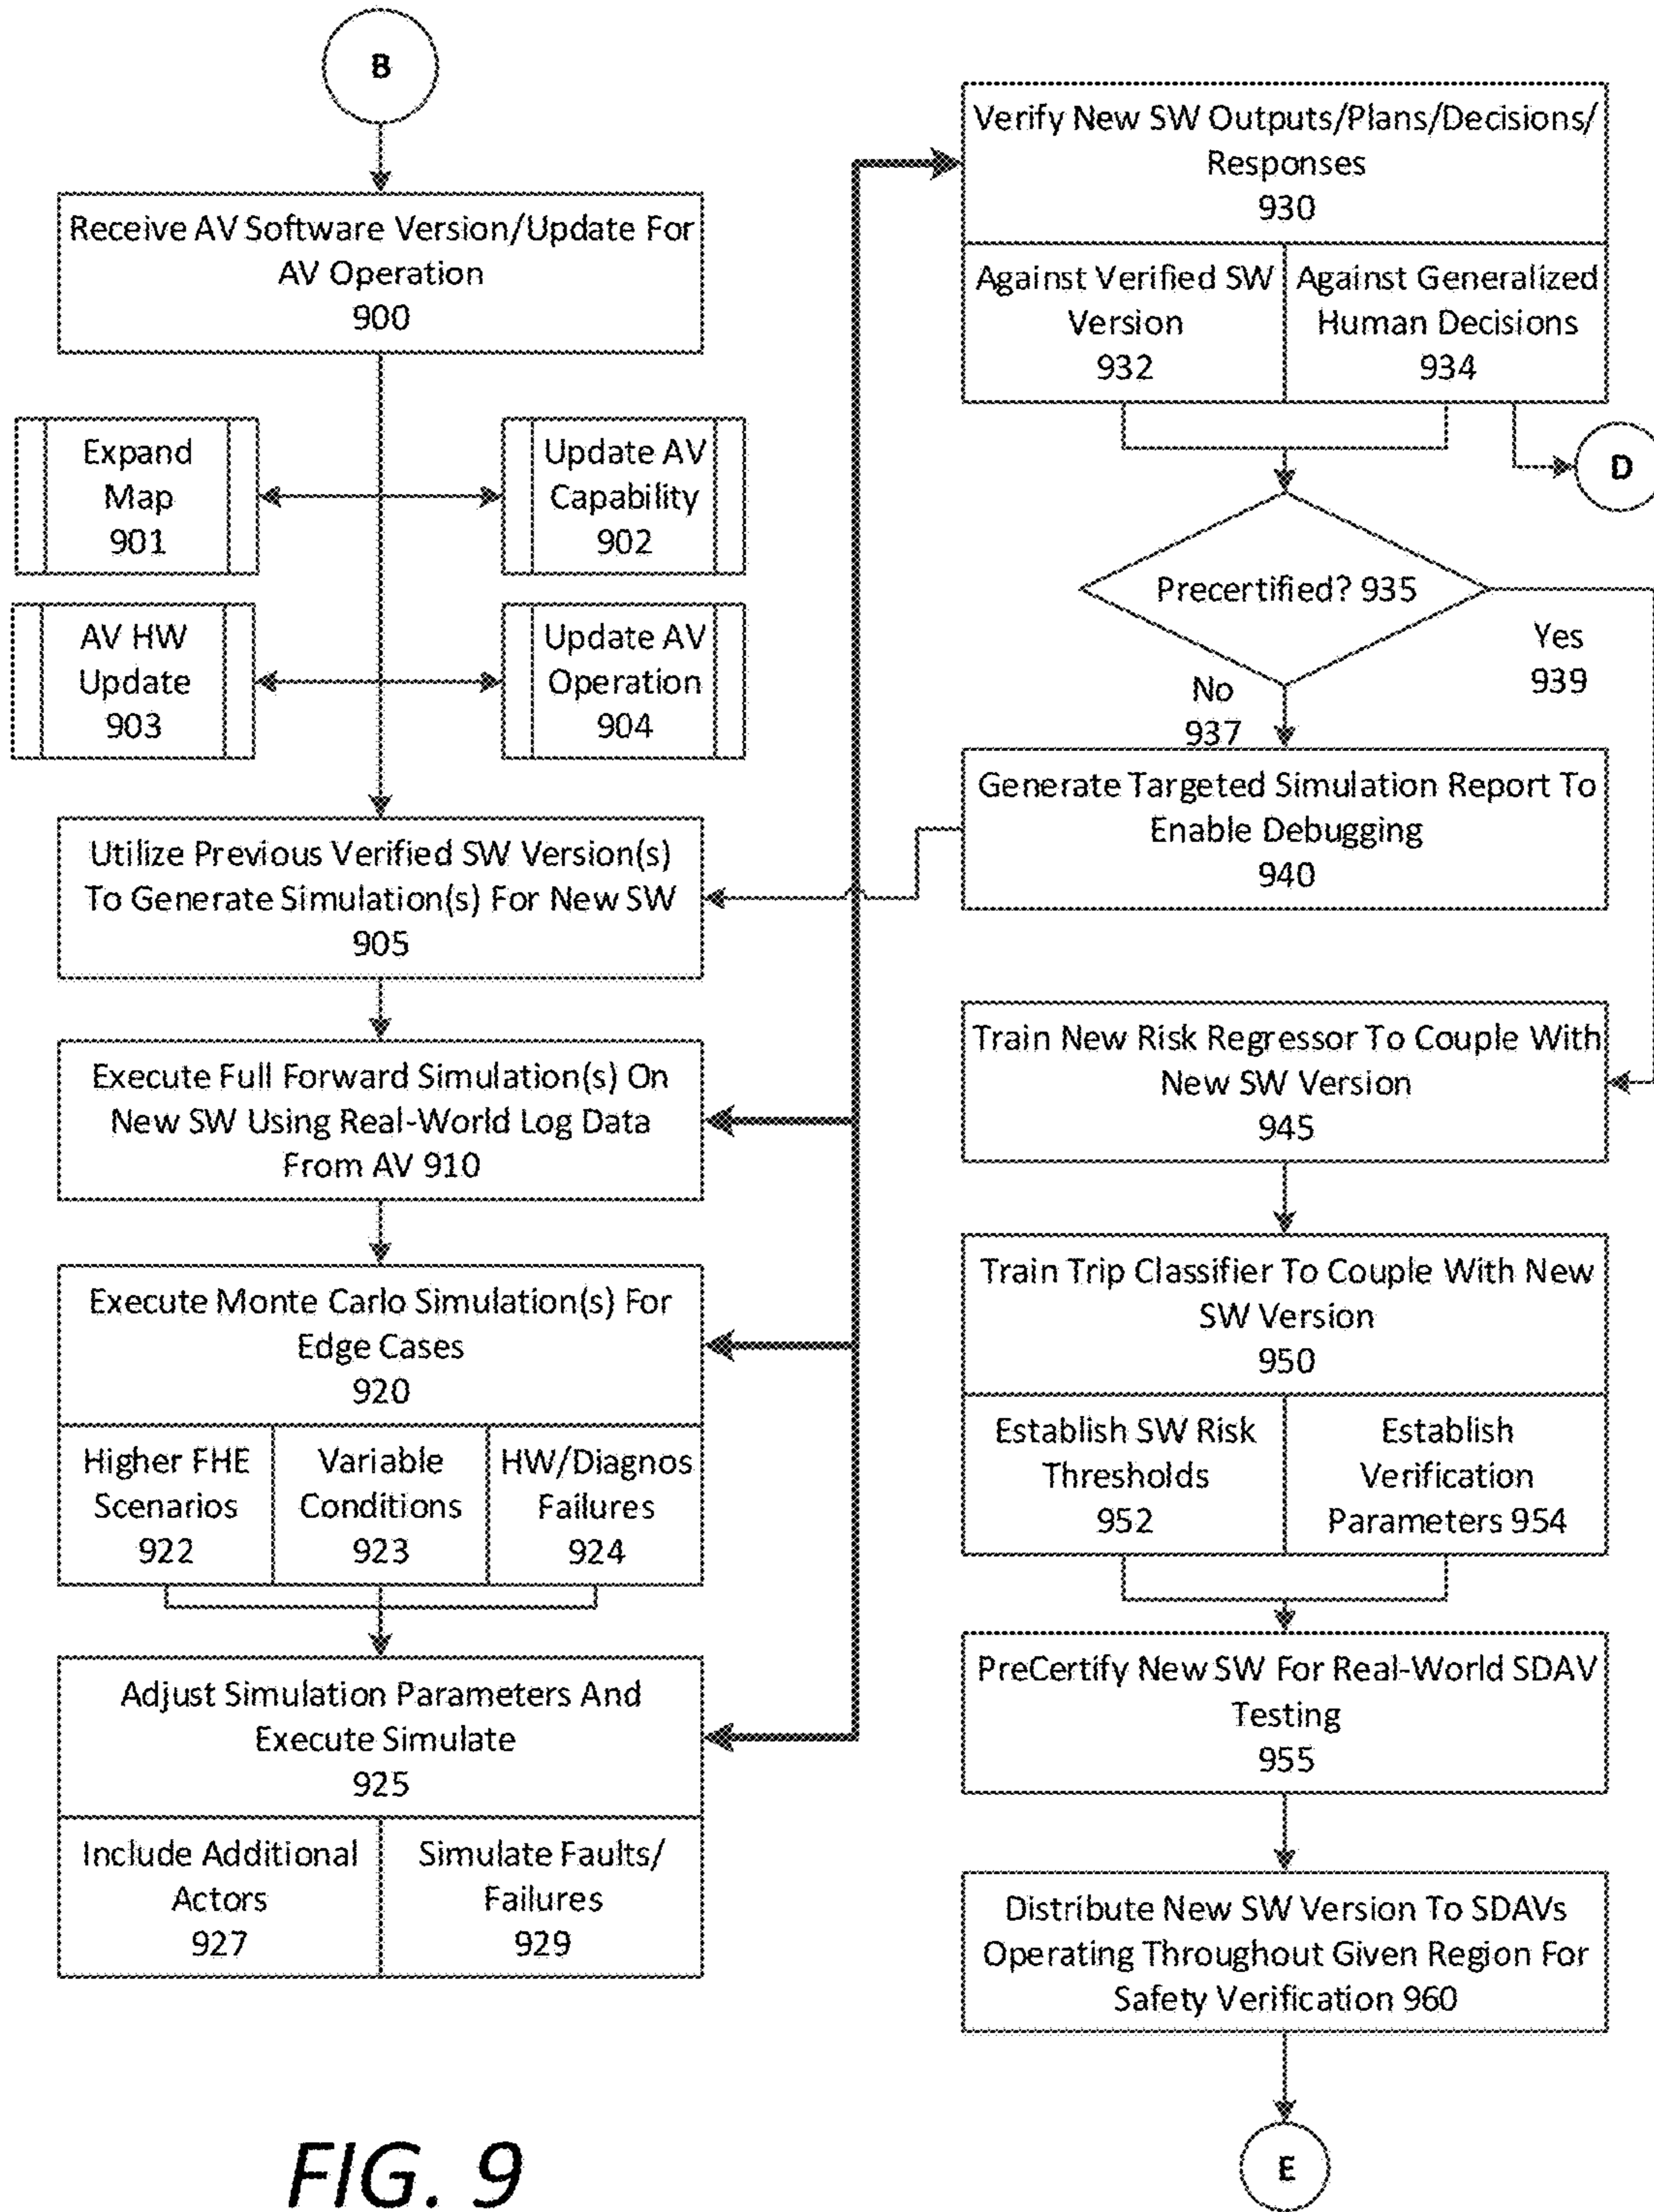 B
Receive AV Software Version/Update For
AV Operation
900
Expand
Map
901
Update AV
Capability
902
AV HW
Update
903
Update AV
Operation
904
Utilize Previous Verified SW Version(s)
To Generate Simulation(s) For New SW
905
Execute Full Forward Simulation(s) On
New SW Using Real-World Log Data
From AV 910
Execute Monte Carlo Simulation(s) For
Edge Cases
920
Higher FHE
Scenarios
922
Variable
Conditions
923
HW/Diagnos
Failures
924
Adjust Simulation Parameters And
Execute Simulate
925
Include Additional
Actors
927
Simulate Faults/
Failures
929
Verify New SW Outputs/Plans/Decisions/
Responses
930
Against Verified SW
Version
932
Against Generalized
Human Decisions
934
D
Precertified? 935
Yes
939
No
937
Generate Targeted Simulation Report To
Enable Debugging
940
Train New Risk Regressor To Couple With
New SW Version
945
Train Trip Classifier To Couple With New
SW Version
950
Establish SW Risk
Thresholds
952
Establish
Verification
Parameters 954
PreCertify New SW For Real-World SDAV
Testing
955
Distribute New SW Version To SDAVs
Operating Throughout Given Region For
Safety Verification 960
E
FIG. 9